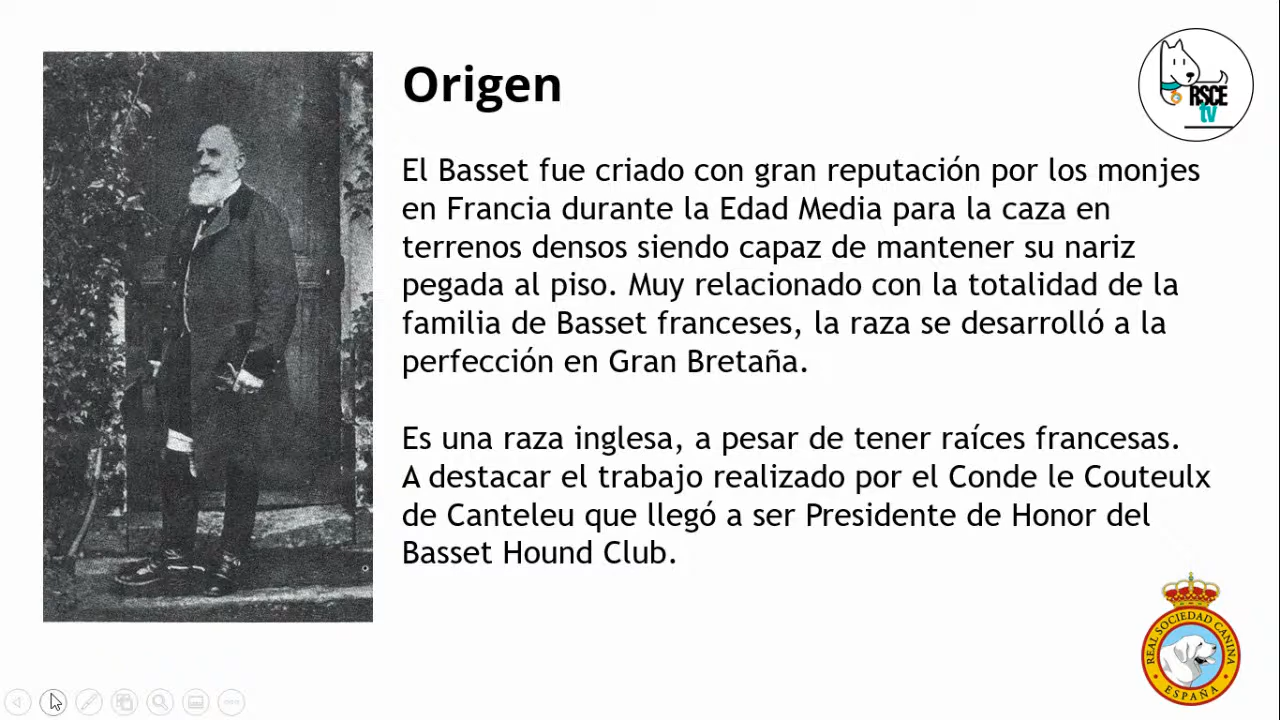 Origen
RSCE
tv
El Basset fue criado con gran reputación por los monjes
en Francia durante la Edad Media para la caza en
terrenos densos siendo capaz de mantener su nariz
pegada al piso. Muy relacionado con la totalidad de la
familia de Basset franceses, la raza se desarrolló a la
perfección en Gran Bretaña.
Es una raza inglesa, a pesar de tener raíces francesas.
A destacar el trabajo realizado por el Conde le Couteulx
de Canteleu que llegó a ser Presidente de Honor del
Basset Hound Club.
REAL SOCIEDAD CANINA
ESPAÑA